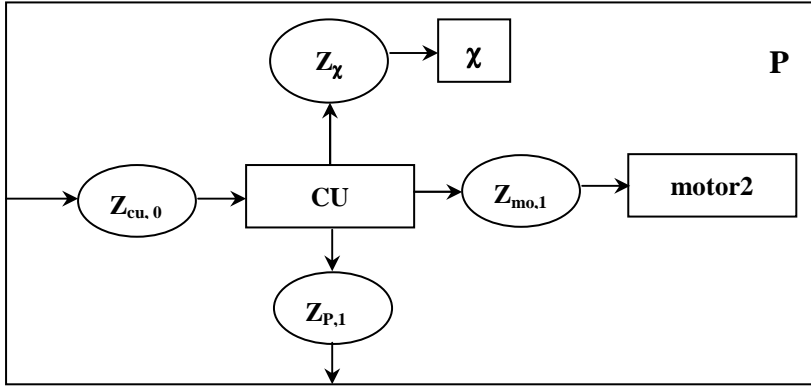 Zχ
χ
P
Zcu, 0
CU
Zmo,1
motor2
ZP,1